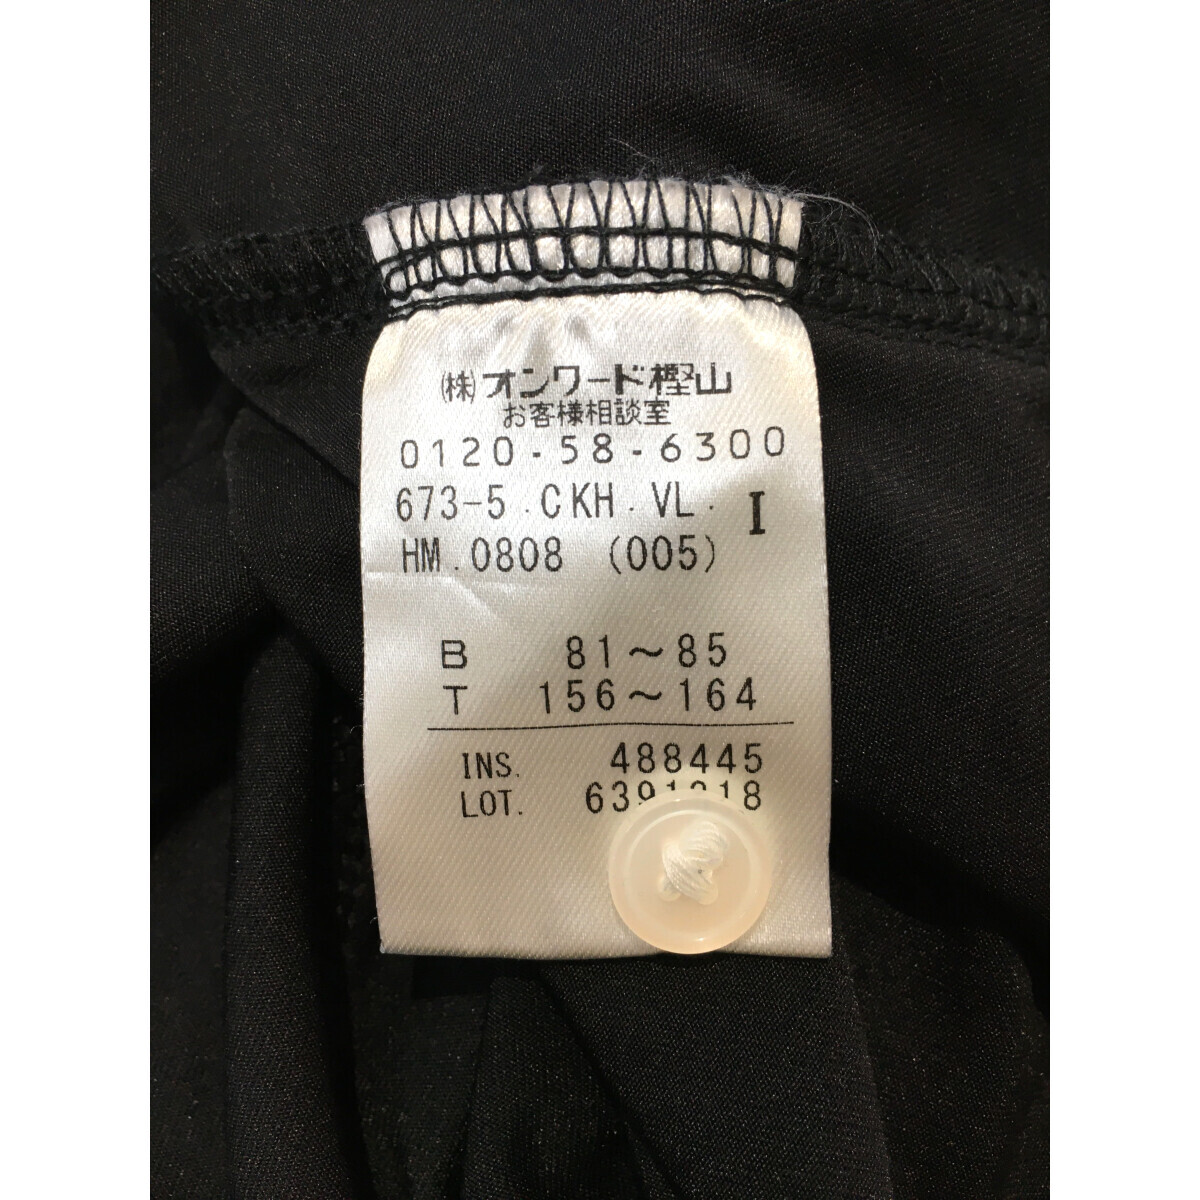 (株)オンワード樫山
お客様相談室
0120-58-6300
673-5.CKH.VL. I
HM.0808 (005)
B 81～85
T 156～164
INS. 488445
LOT.